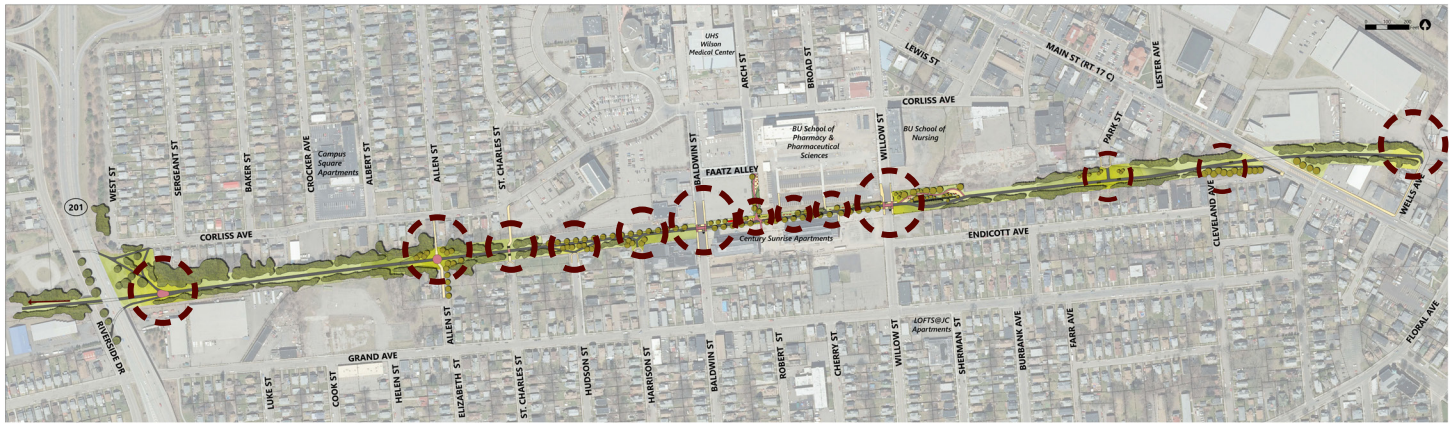 UHS
Wilson
Medical Center
ARCH ST
BROAD ST
LEWIS ST
MAIN ST (RT 17 C)
LESTER AVE
CORLISS AVE
WEST ST
SERGEANT ST
BAKER ST
CROCKER AVE
Campus
Square
Apartments
ALBERT ST
ALLEN ST
ST. CHARLES ST
BALDWIN ST
FAATZ ALLEY
BU School of
Pharmacy &
Pharmaceutical
Sciences
WILLOW ST
BU School of
Nursing
PARK ST
WELLS AVE
201
CORLISS AVE
Century Sunrise Apartments
ENDICOTT AVE
CLEVELAND AVE
RIVERSIDE DR
ALLEN ST
GRAND AVE
LUKE ST
COOK ST
HELEN ST
ELIZABETH ST
ST. CHARLES ST
HUDSON ST
HARRISON ST
BALDWIN ST
ROBERT ST
CHERRY ST
WILLOW ST
LOFTS@JC
Apartments
SHERMAN ST
BURBANK AVE
FARR AVE
FLORAL AVE